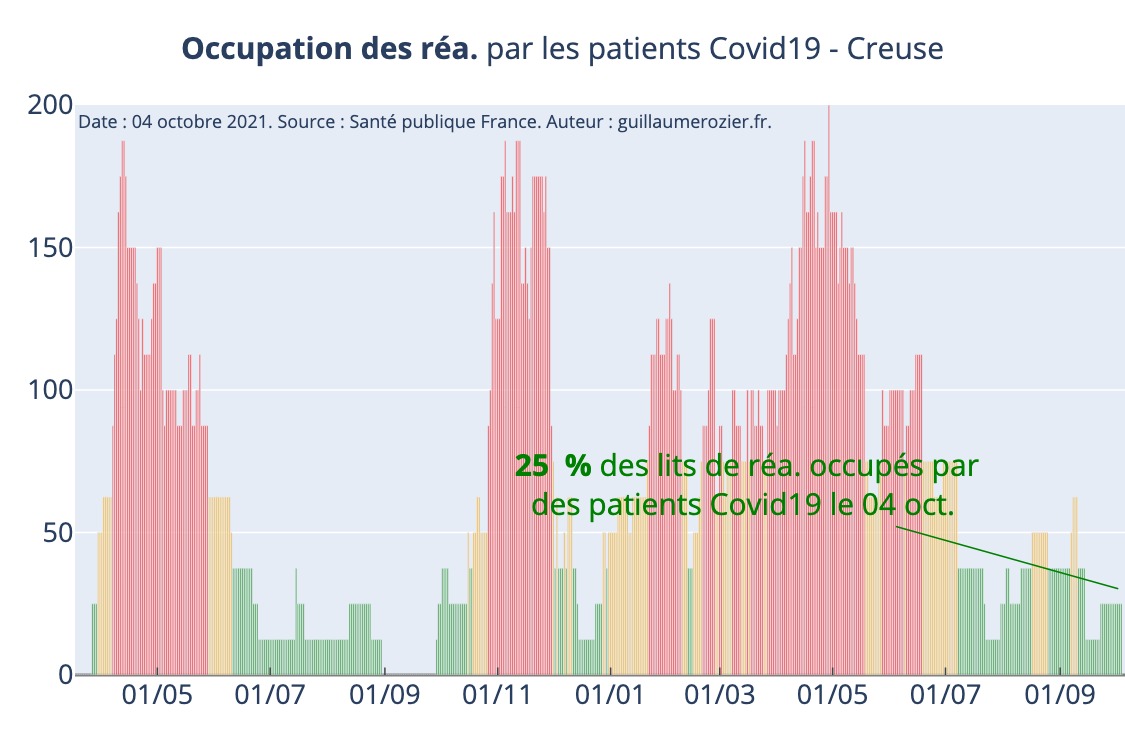 Occupation des réa. par les patients Covid19 - Creuse
200
Date : 04 octobre 2021. Source : Santé publique France. Auteur : guillaumerozier.fr.
150
100
25 % des lits de réa. occupés par
des patients Covid19 le 04 oct.
50
0
01/05 01/07 01/09 01/11 01/01 01/03 01/05 01/07 01/09